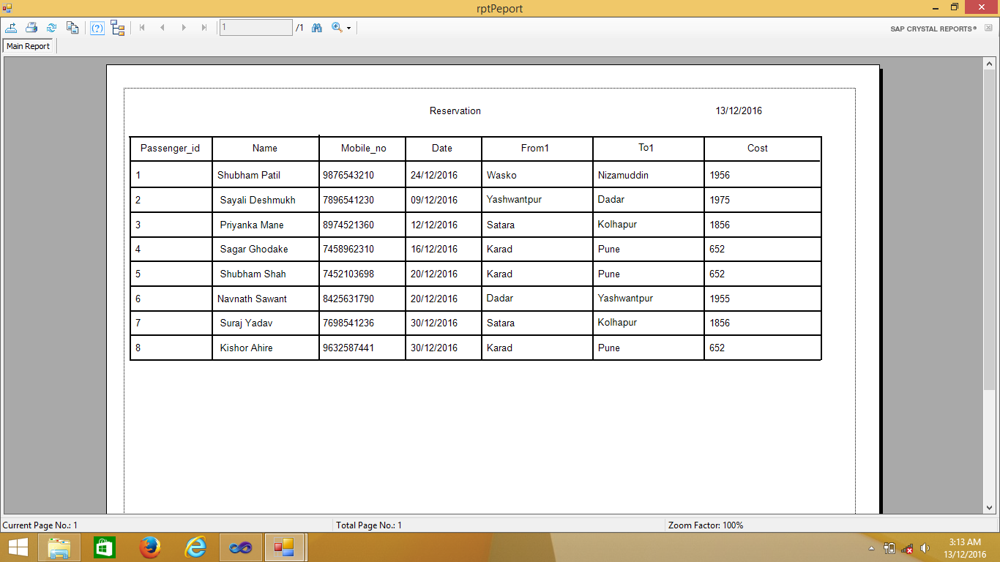 rptPeport
1 /1 SAP CRYSTAL REPORTS®
Main Report
Reservation 13/12/2016
Passenger_id Name Mobile_no Date From1 To1 Cost
1 Shubham Patil 9876543210 24/12/2016 Wasko Nizamuddin 1956
2 Sayali Deshmukh 7896541230 09/12/2016 Yashwantpur Dadar 1975
3 Priyanka Mane 8974521360 12/12/2016 Satara Kolhapur 1856
4 Sagar Ghodake 7458962310 16/12/2016 Karad Pune 652
5 Shubham Shah 7452103698 20/12/2016 Karad Pune 652
6 Navnath Sawant 8425631790 20/12/2016 Dadar Yashwantpur 1955
7 Suraj Yadav 7698541236 30/12/2016 Satara Kolhapur 1856
8 Kishor Ahire 9632587441 30/12/2016 Karad Pune 652
Current Page No.: 1 Total Page No.: 1 Zoom Factor: 100%
3:13 AM
13/12/2016